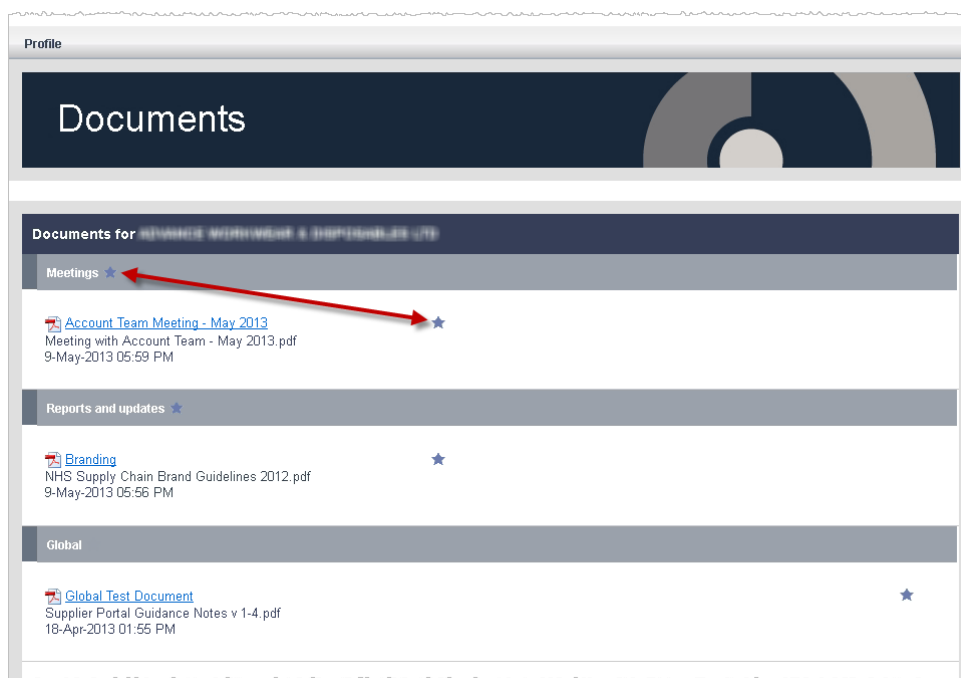 Profile
Documents
Documents for
Meetings
Account Team Meeting - May 2013
Meeting with Account Team - May 2013.pdf
9-May-2013 05:59 PM
Reports and updates
Branding
NHS Supply Chain Brand Guidelines 2012.pdf
9-May-2013 05:56 PM
Global
Global Test Document
Supplier Portal Guidance Notes v 1-4.pdf
18-Apr-2013 01:55 PM